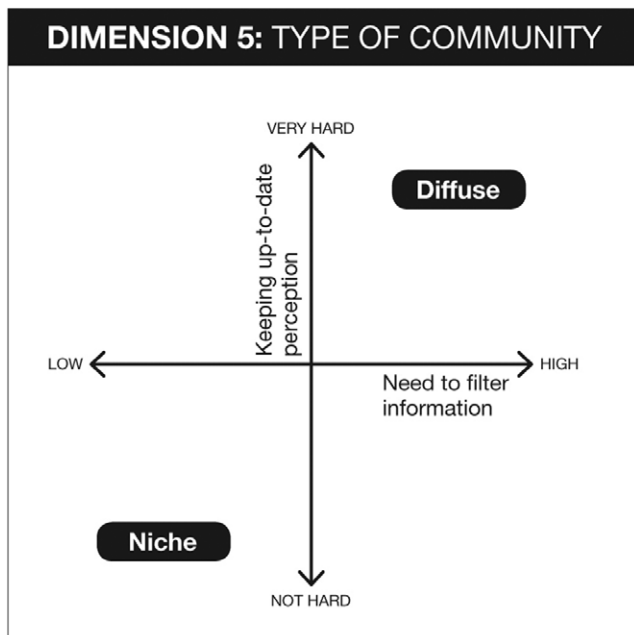 DIMENSION 5: TYPE OF COMMUNITY
VERY HARD
Diffuse
Keeping up-to-date
perception
LOW
HIGH
Need to filter
information
Niche
NOT HARD